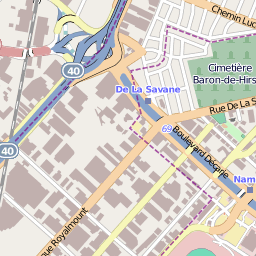 Chemin Luc
40
Cimetière
Baron-de-Hirs
De La Savane
Rue De La S
69
Boulevard Décarie
40
Nam
nue Royalmount